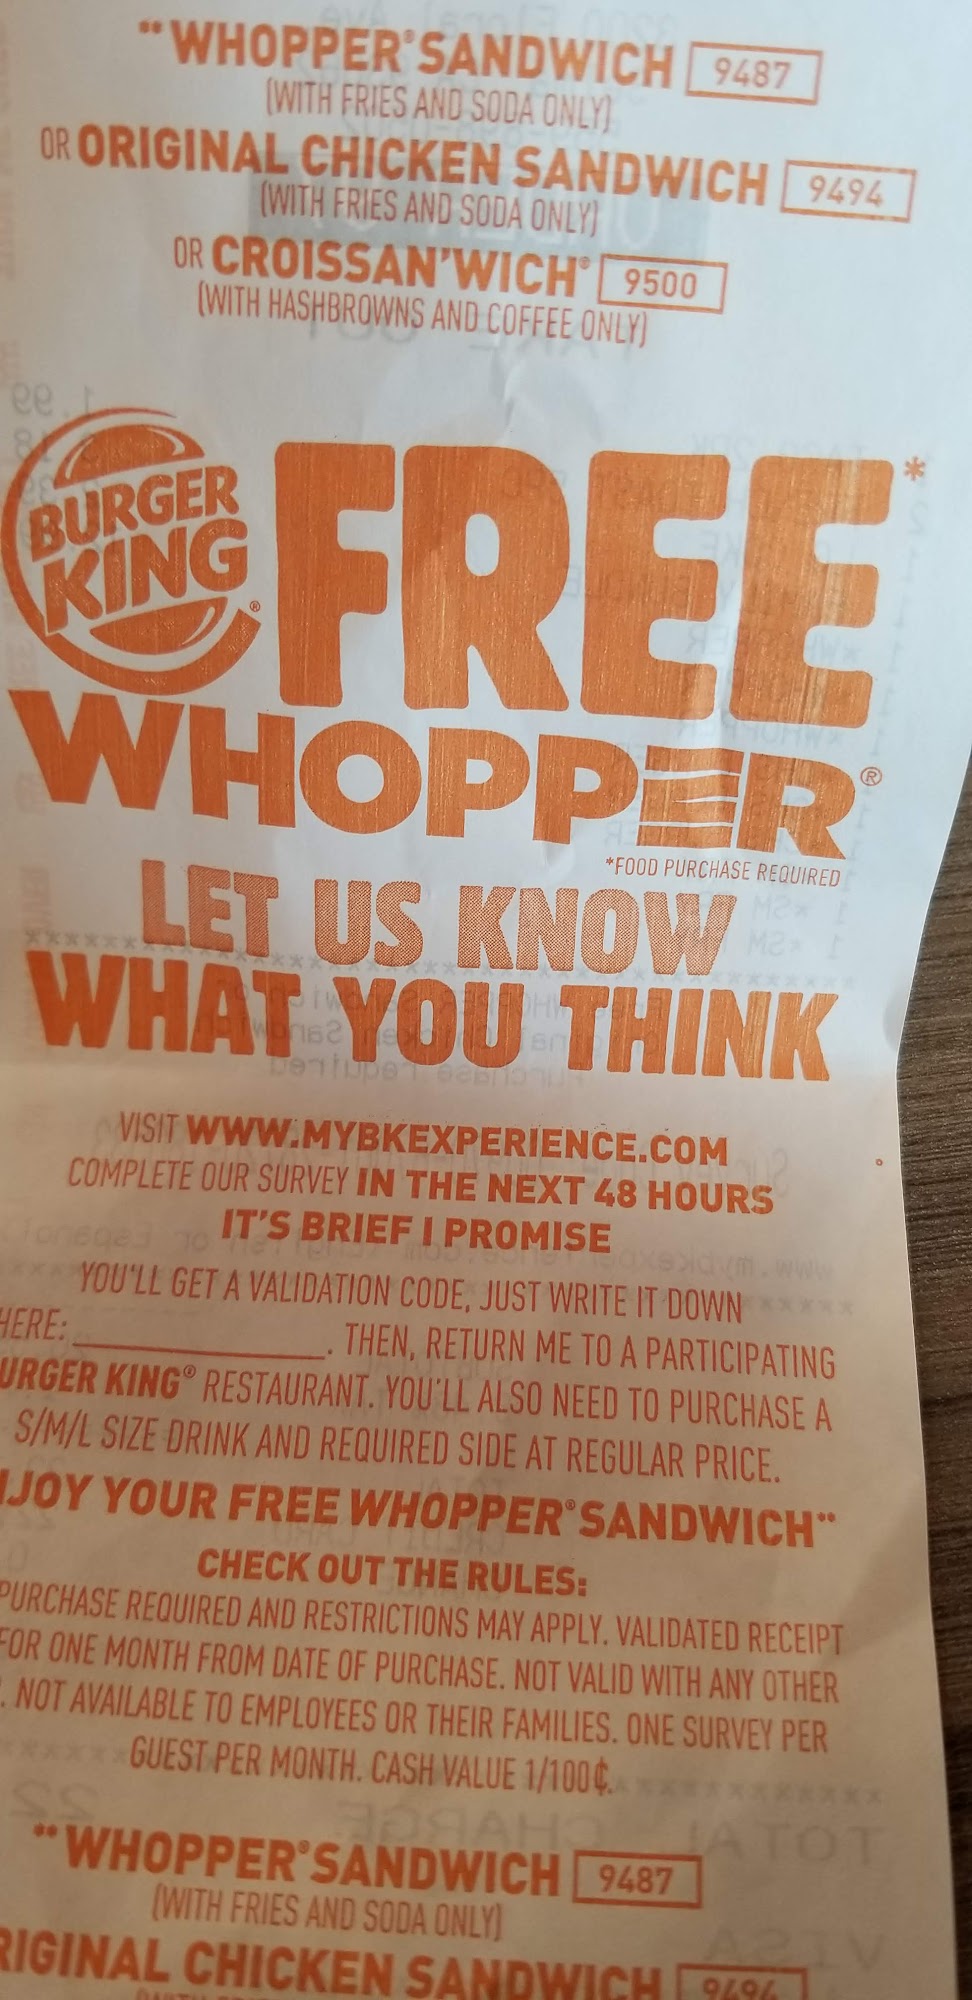 **WHOPPER® SANDWICH 9487
(WITH FRIES AND SODA ONLY)
OR ORIGINAL CHICKEN SANDWICH 9494
(WITH FRIES AND SODA ONLY)
OR CROISSAN'WICH® 9500
(WITH HASHBROWNS AND COFFEE ONLY)
BURGER
KING®
FREE*
WHOPPER®
*FOOD PURCHASE REQUIRED
LET US KNOW
WHAT YOU THINK
VISIT WWW.MYBKEXPERIENCE.COM
COMPLETE OUR SURVEY IN THE NEXT 48 HOURS
IT'S BRIEF I PROMISE
YOU'LL GET A VALIDATION CODE, JUST WRITE IT DOWN
HERE: ____________. THEN, RETURN ME TO A PARTICIPATING
URGER KING® RESTAURANT. YOU'LL ALSO NEED TO PURCHASE A
S/M/L SIZE DRINK AND REQUIRED SIDE AT REGULAR PRICE.
JOY YOUR FREE WHOPPER® SANDWICH**
CHECK OUT THE RULES:
PURCHASE REQUIRED AND RESTRICTIONS MAY APPLY. VALIDATED RECEIPT
FOR ONE MONTH FROM DATE OF PURCHASE. NOT VALID WITH ANY OTHER
. NOT AVAILABLE TO EMPLOYEES OR THEIR FAMILIES. ONE SURVEY PER
GUEST PER MONTH. CASH VALUE 1/100¢.
**WHOPPER® SANDWICH 9487
(WITH FRIES AND SODA ONLY)
RIGINAL CHICKEN SANDWICH 9494